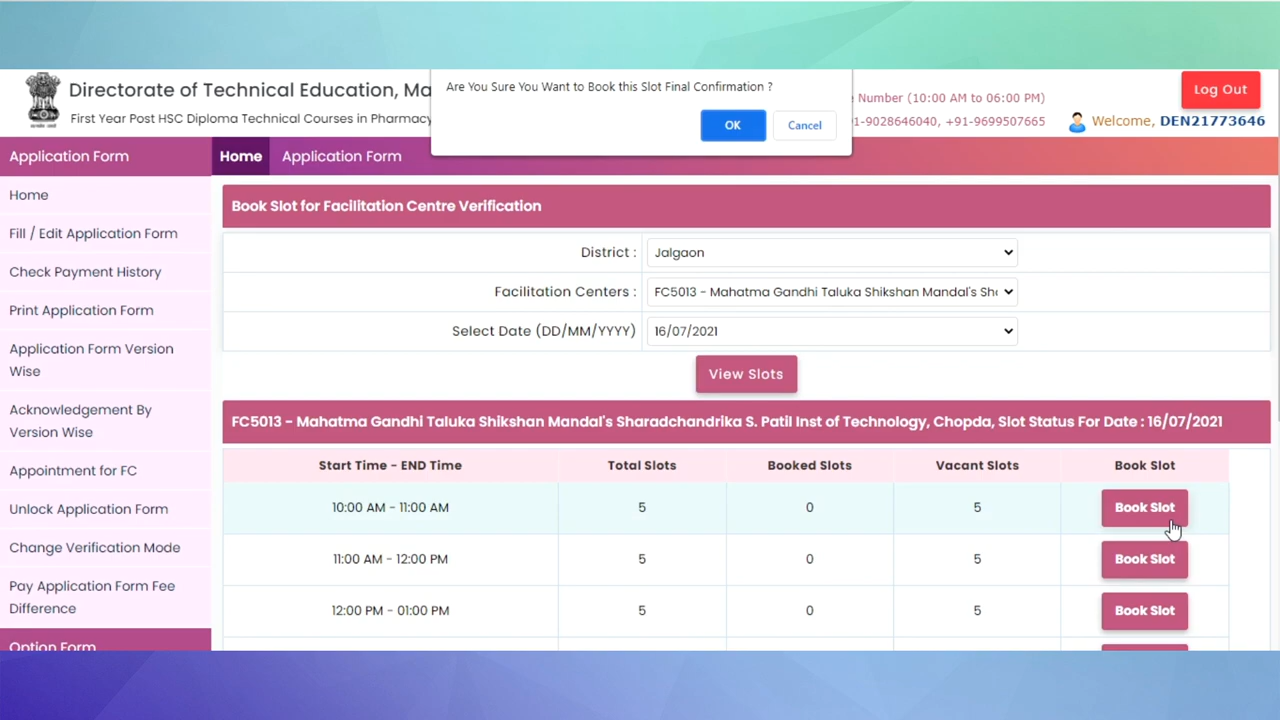 Directorate of Technical Education, Ma
First Year Post HSC Diploma Technical Courses in Pharmacy
Are You Sure You Want to Book this Slot Final Confirmation ?
OK
Cancel
Number (10:00 AM to 06:00 PM)
1-9028646040, +91-9699507665
Log Out
Welcome, DEN21773646
Application Form
Home
Application Form
Home
Fill / Edit Application Form
Check Payment History
Print Application Form
Application Form Version
Wise
Acknowledgement By
Version Wise
Appointment for FC
Unlock Application Form
Change Verification Mode
Pay Application Form Fee
Difference
Option Form
Book Slot for Facilitation Centre Verification
District :
Jalgaon
Facilitation Centers :
FC5013 - Mahatma Gandhi Taluka Shikshan Mandal's Sha
Select Date (DD/MM/YYYY)
16/07/2021
View Slots
FC5013 - Mahatma Gandhi Taluka Shikshan Mandal's Sharadchandrika S. Patil Inst of Technology, Chopda, Slot Status For Date : 16/07/2021
Start Time - END Time Total Slots Booked Slots Vacant Slots Book Slot
10:00 AM - 11:00 AM 5 0 5 Book Slot
11:00 AM - 12:00 PM 5 0 5 Book Slot
12:00 PM - 01:00 PM 5 0 5 Book Slot